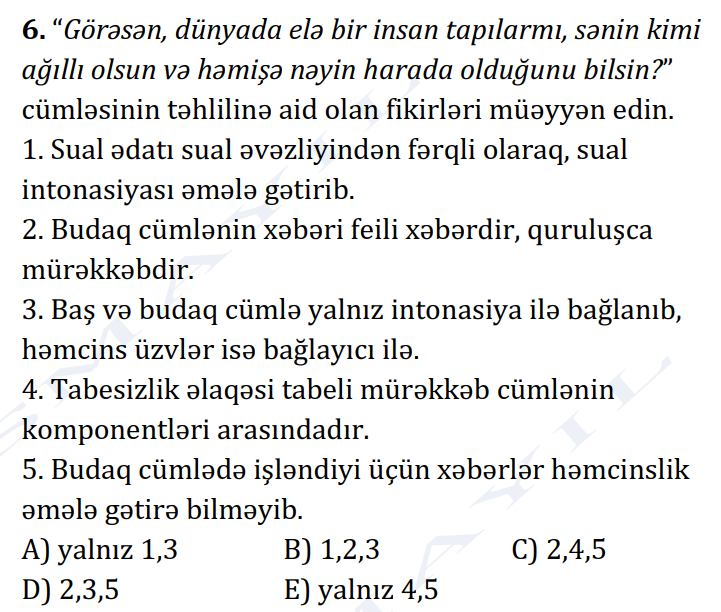 6. “Görəsən, dünyada elə bir insan tapılarmı, sənin kimi
ağıllı olsun və həmişə nəyin harada olduğunu bilsin?”
cümləsinin təhlilinə aid olan fikirləri müəyyən edin.
1. Sual ədatı sual əvəzliyindən fərqli olaraq, sual
intonasiyası əmələ gətirib.
2. Budaq cümlənin xəbəri feili xəbərdir, quruluşca
mürəkkəbdir.
3. Baş və budaq cümlə yalnız intonasiya ilə bağlanıb,
həmcins üzvlər isə bağlayıcı ilə.
4. Tabesizlik əlaqəsi tabeli mürəkkəb cümlənin
komponentləri arasındadır.
5. Budaq cümlədə işləndiyi üçün xəbərlər həmcinslik
əmələ gətirə bilməyib.
A) yalnız 1,3 B) 1,2,3 C) 2,4,5
D) 2,3,5 E) yalnız 4,5